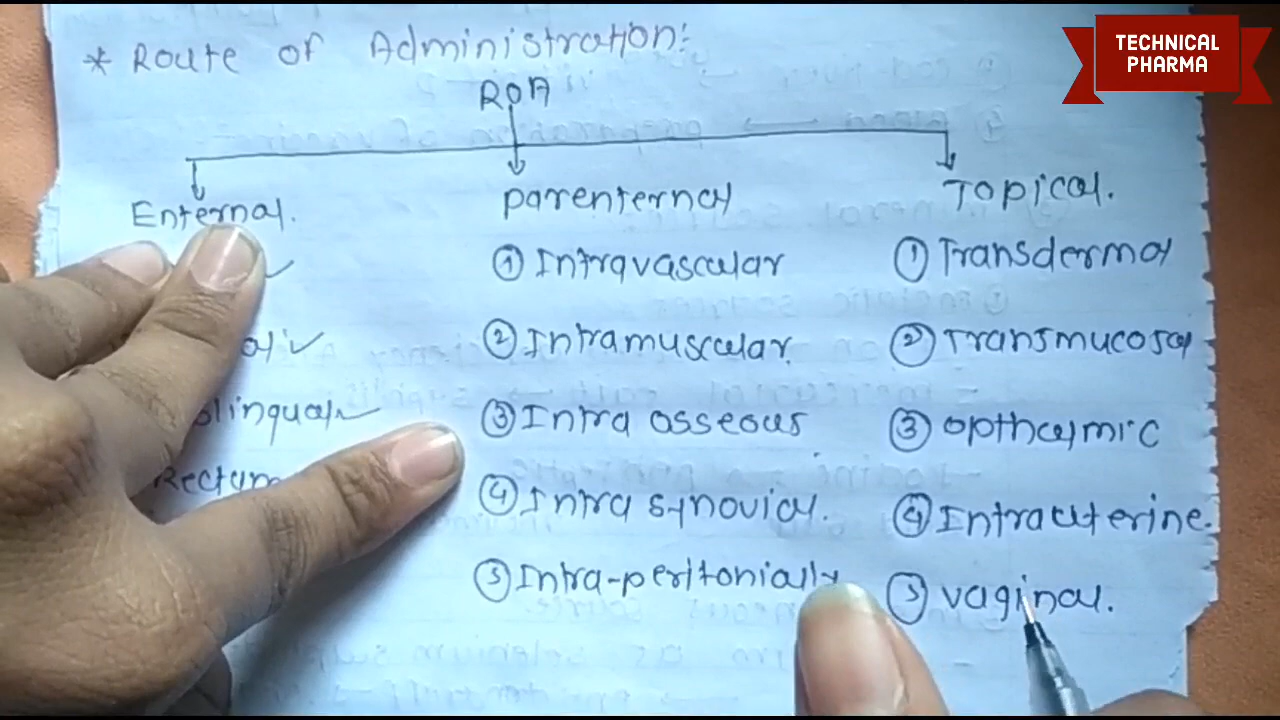 * Route of Administration:
ROA
Enternal.
Parenternal
Topical.
① Intravascular
② Intramuscular
③ Intra osseous
④ Intra synovial.
⑤ Intra-peritonially
① Transdermal
② Transmucosal
③ opthalmic
④ Intrauterine.
⑤ vaginal.
Rectum
TECHNICAL
PHARMA